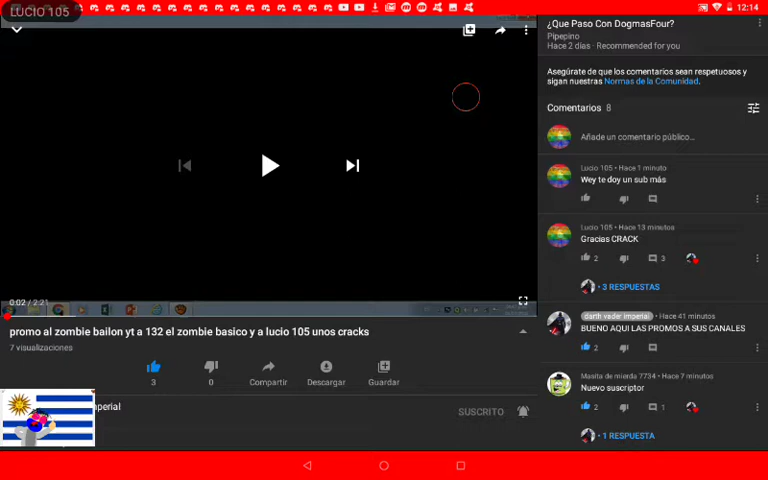 LUCIO 105
12:14
0:02 / 2:21
promo al zombie bailon yt a 132 el zombie basico y a lucio 105 unos cracks
7 visualizaciones
3
0
Compartir
Descargar
Guardar
imperial
SUSCRITO
¿Que Paso Con DogmasFour?
Pipepino
Hace 2 días · Recommended for you
Asegúrate de que los comentarios sean respetuosos y
sigan nuestras Normas de la Comunidad.
Comentarios 8
Añade un comentario público...
Lucio 105 • Hace 1 minuto
Wey te doy un sub más
Lucio 105 • Hace 13 minutos
Gracias CRACK
2
3
• 3 RESPUESTAS
darth vader imperial • Hace 41 minutos
BUENO AQUI LAS PROMOS A SUS CANALES
2
Masita de mierda 7734 • Hace 7 minutos
Nuevo suscriptor
2
1
• 1 RESPUESTA